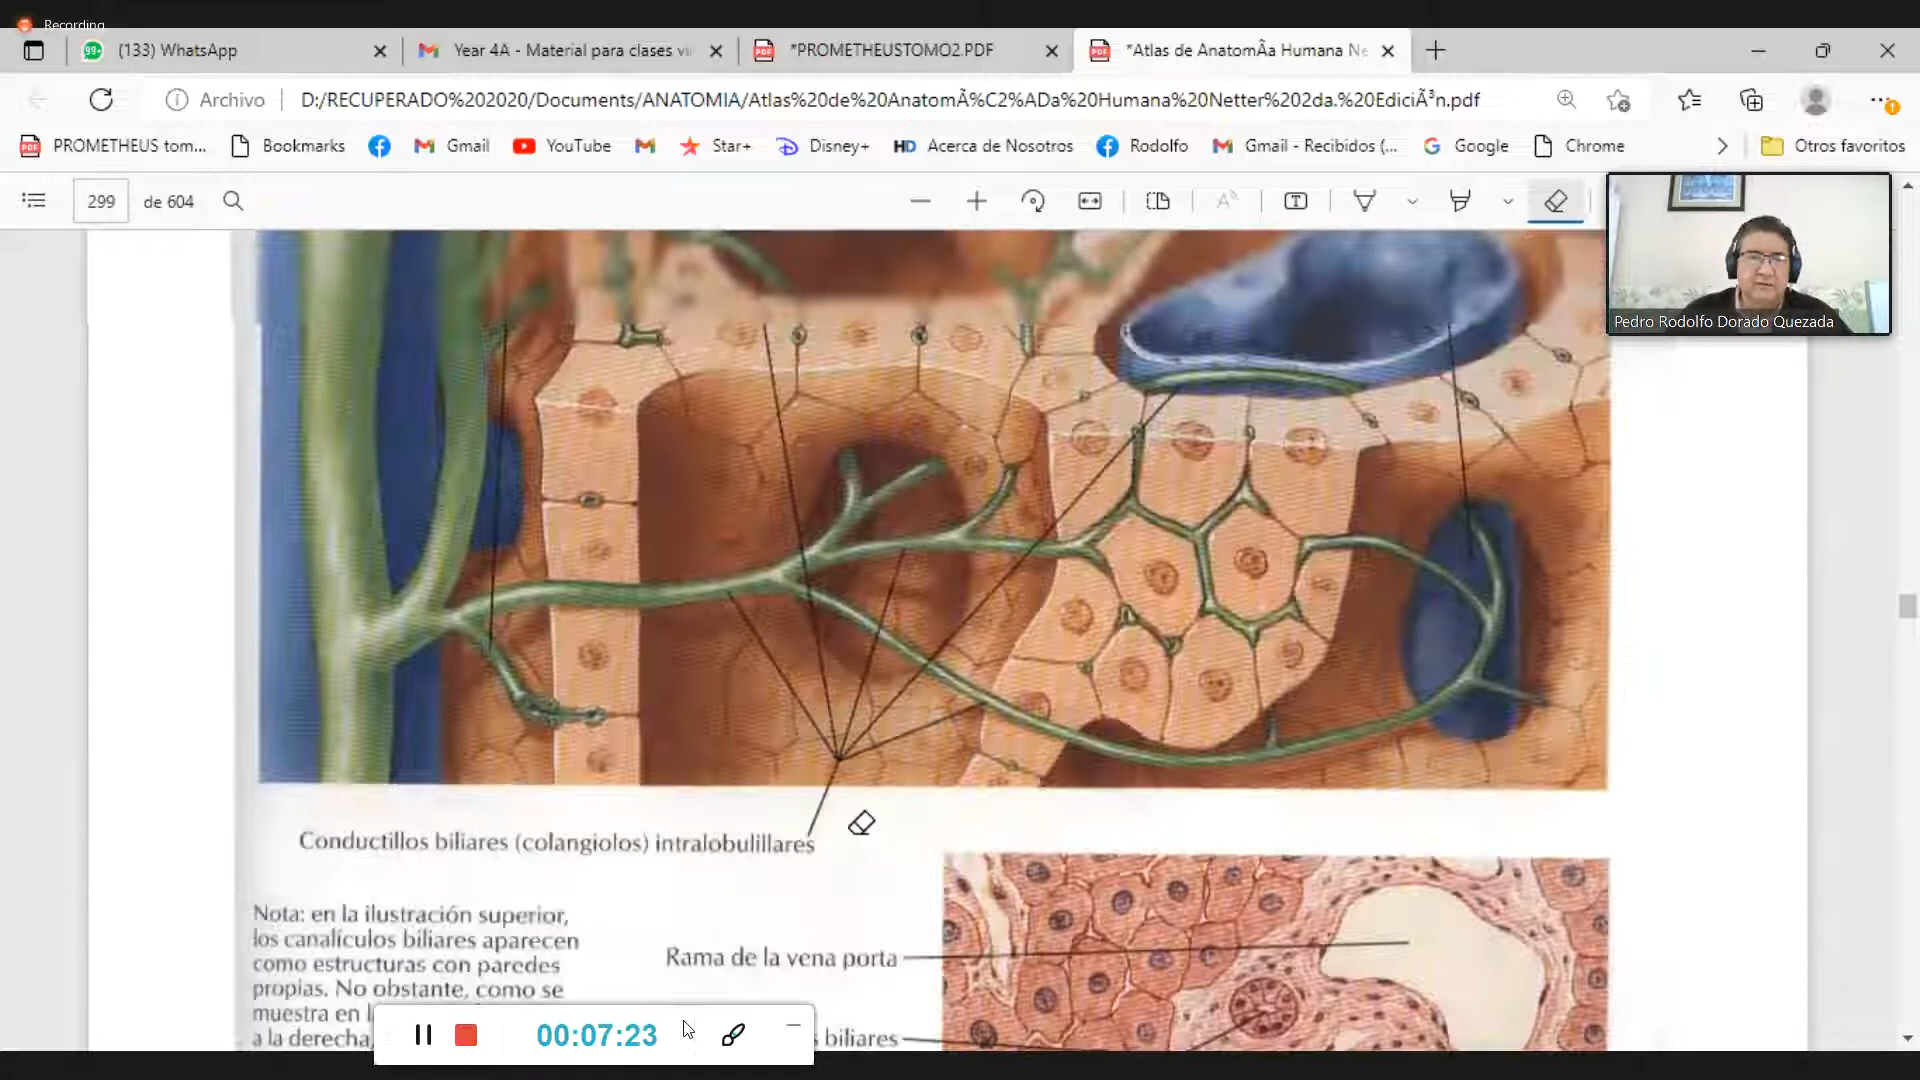 Recording
(133) WhatsApp
Year 4A - Material para clases vi
*PROMETHEUSTOMO2.PDF
*Atlas de AnatomÃa Humana Ne
Archivo
D:/RECUPERADO%202020/Documents/ANATOMIA/Atlas%20de%20AnatomÃ%C2%ADa%20Humana%20Netter%202da.%20EdiciÃ³n.pdf
PROMETHEUS tom...
Bookmarks
Gmail
YouTube
Star+
Disney+
HD Acerca de Nosotros
Rodolfo
Gmail - Recibidos (...
Google
Chrome
Otros favoritos
299 de 604
Pedro Rodolfo Dorado Quezada
Conductillos biliares (colangiolos) intralobulillares
Nota: en la ilustración superior,
los canalículos biliares aparecen
como estructuras con paredes
propias. No obstante, como se
muestra en l
a la derecha,
Rama de la vena porta
biliares
00:07:23